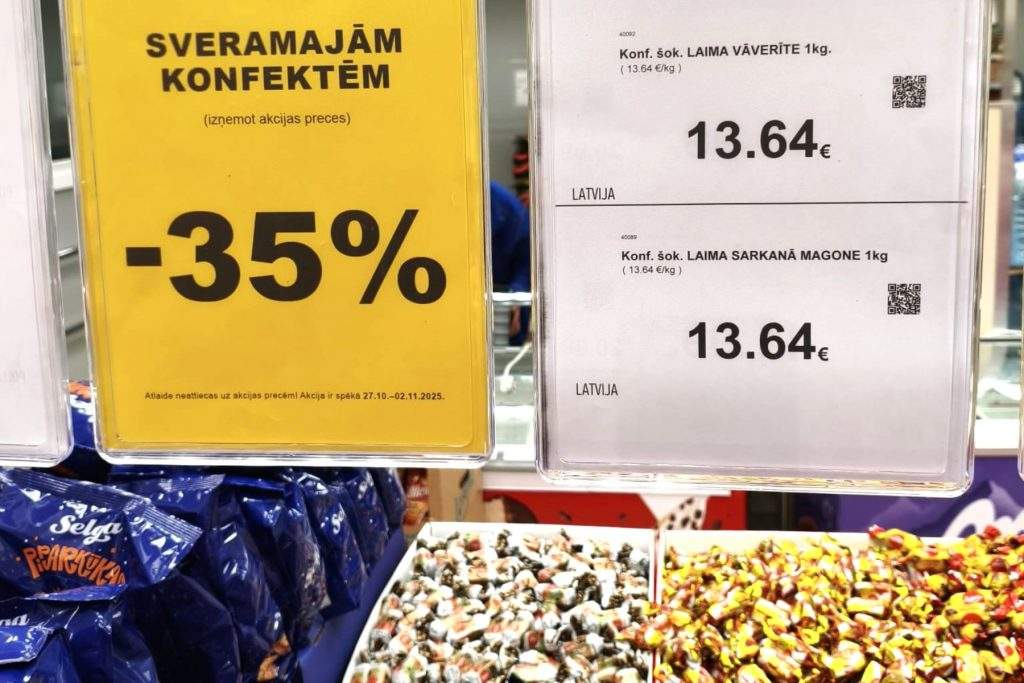 SVERAMAJĀM
KONFEKTĒM
(izņemot akcijas preces)
-35%
Atlaide neattiecas uz akcijas precēm! Akcija ir spēkā 27.10.–02.11.2025.
40092
Konf. šok. LAIMA VĀVERĪTE 1kg.
( 13.64 €/kg )
13.64€
LATVIJA
40089
Konf. šok. LAIMA SARKANĀ MAGONE 1kg
( 13.64 €/kg )
13.64€
LATVIJA
Selga